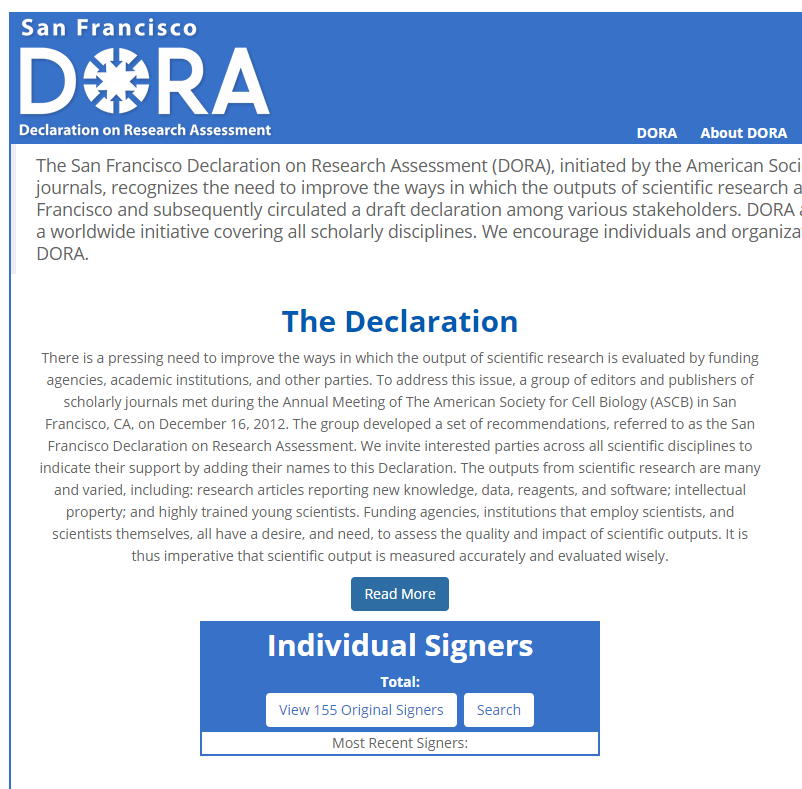 San Francisco
DORA
Declaration on Research Assessment
DORA About DORA
The San Francisco Declaration on Research Assessment (DORA), initiated by the American
journals, recognizes the need to improve the ways in which the outputs of scientific research
Francisco and subsequently circulated a draft declaration among various stakeholders. DORA
a worldwide initiative covering all scholarly disciplines. We encourage individuals and
DORA.
The Declaration
There is a pressing need to improve the ways in which the output of scientific research is evaluated by funding
agencies, academic institutions, and other parties. To address this issue, a group of editors and publishers of
scholarly journals met during the Annual Meeting of The American Society for Cell Biology (ASCB) in San
Francisco, CA, on December 16, 2012. The group developed a set of recommendations, referred to as the San
Francisco Declaration on Research Assessment. We invite interested parties across all scientific disciplines to
indicate their support by adding their names to this Declaration. The outputs from scientific research are many
and varied, including: research articles reporting new knowledge, data, reagents, and software; intellectual
property; and highly trained young scientists. Funding agencies, institutions that employ scientists, and
scientists themselves, all have a desire, and need, to assess the quality and impact of scientific outputs. It is
thus imperative that scientific output is measured accurately and evaluated wisely.
Read More
Individual Signers
Total:
View 155 Original Signers Search
Most Recent Signers: